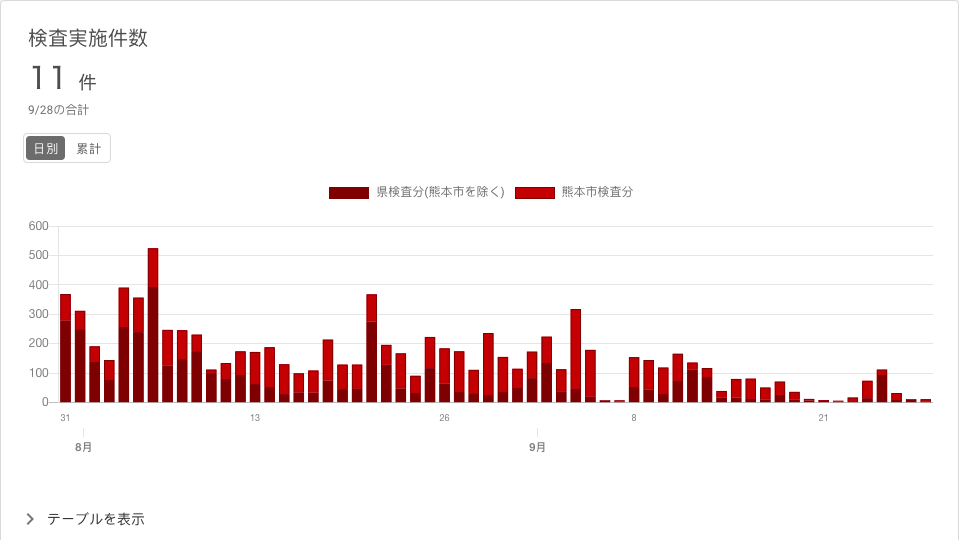 検査実施件数
11 件
9/28の合計
日別 累計
県検査分(熊本市を除く) 熊本市検査分
600
500
400
300
200
100
0
31 13 26 8 21
8月 9月
テーブルを表示